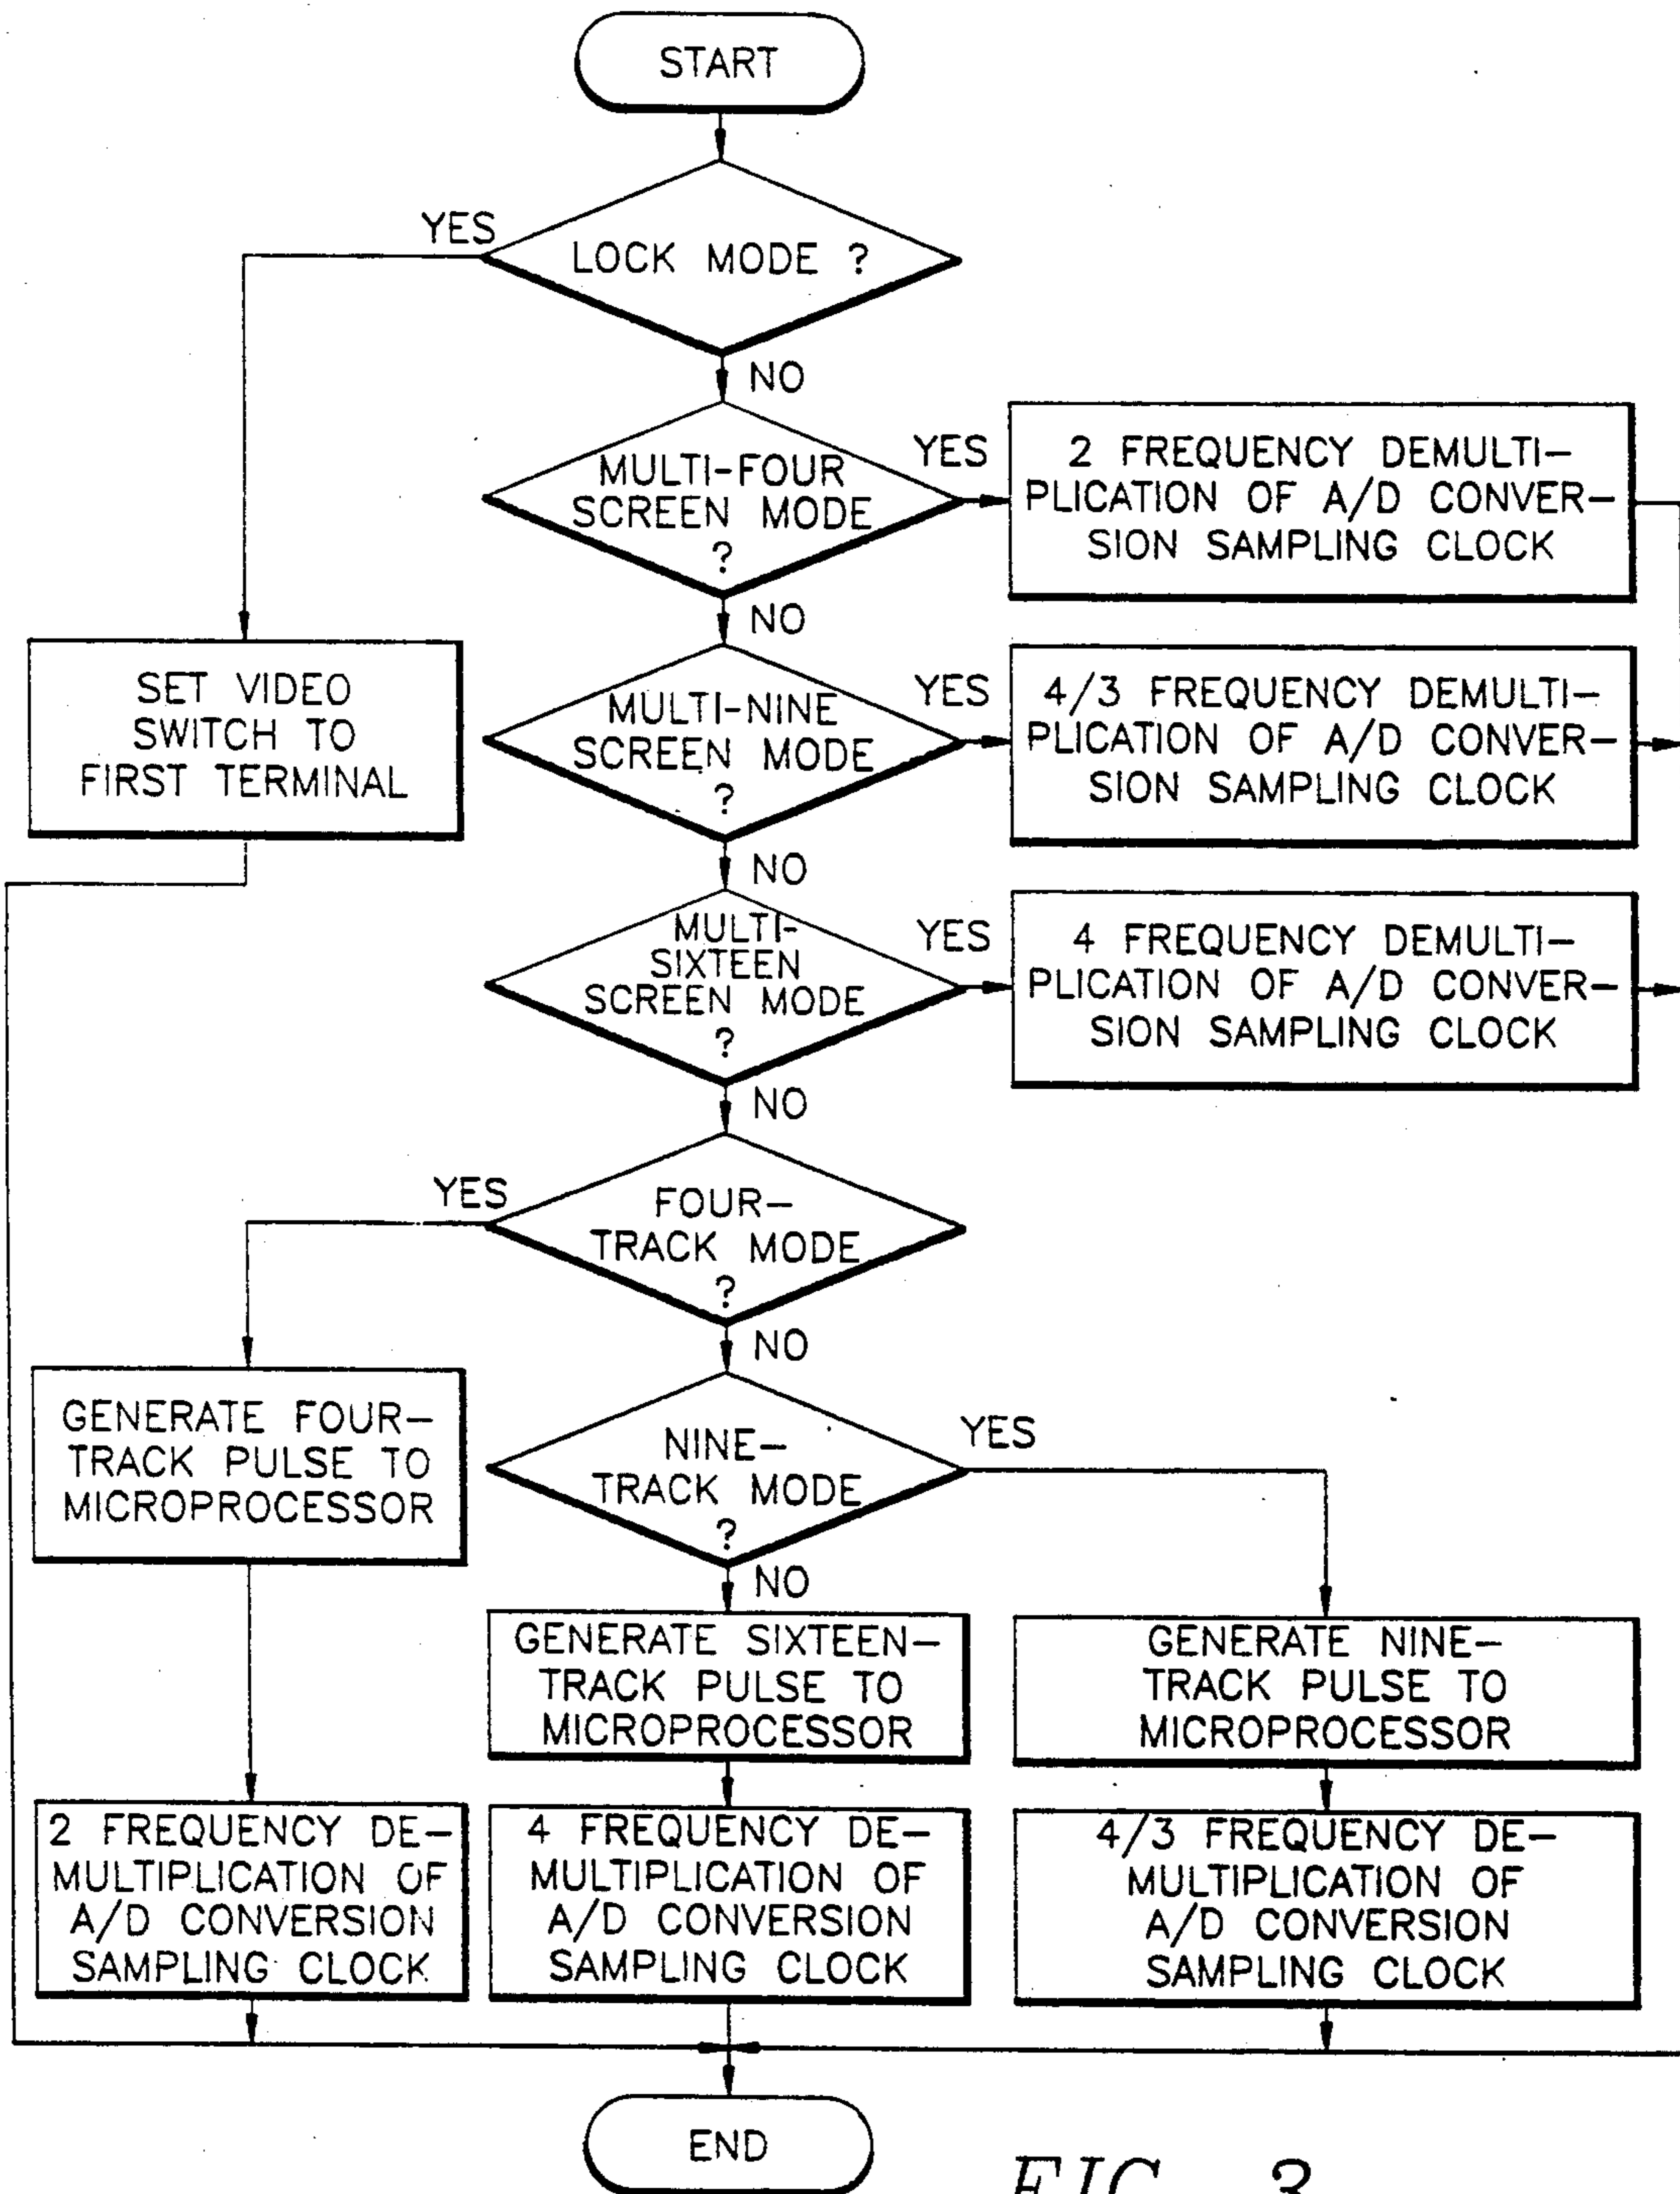 START
YES
LOCK MODE ?
NO
MULTI-FOUR
SCREEN MODE
?
YES
2 FREQUENCY DEMULTI-
PLICATION OF A/D CONVER-
SION SAMPLING CLOCK
NO
SET VIDEO
SWITCH TO
FIRST TERMINAL
MULTI-NINE
SCREEN MODE
?
YES
4/3 FREQUENCY DEMULTI-
PLICATION OF A/D CONVER-
SION SAMPLING CLOCK
NO
MULTI-
SIXTEEN
SCREEN MODE
?
YES
4 FREQUENCY DEMULTI-
PLICATION OF A/D CONVER-
SION SAMPLING CLOCK
NO
YES
FOUR-
TRACK MODE
?
NO
GENERATE FOUR-
TRACK PULSE TO
MICROPROCESSOR
NINE-
TRACK MODE
?
YES
NO
GENERATE SIXTEEN-
TRACK PULSE TO
MICROPROCESSOR
GENERATE NINE-
TRACK PULSE TO
MICROPROCESSOR
2 FREQUENCY DE-
MULTIPLICATION OF
A/D CONVERSION
SAMPLING CLOCK
4 FREQUENCY DE-
MULTIPLICATION OF
A/D CONVERSION
SAMPLING CLOCK
4/3 FREQUENCY DE-
MULTIPLICATION OF
A/D CONVERSION
SAMPLING CLOCK
END
FIG. 3